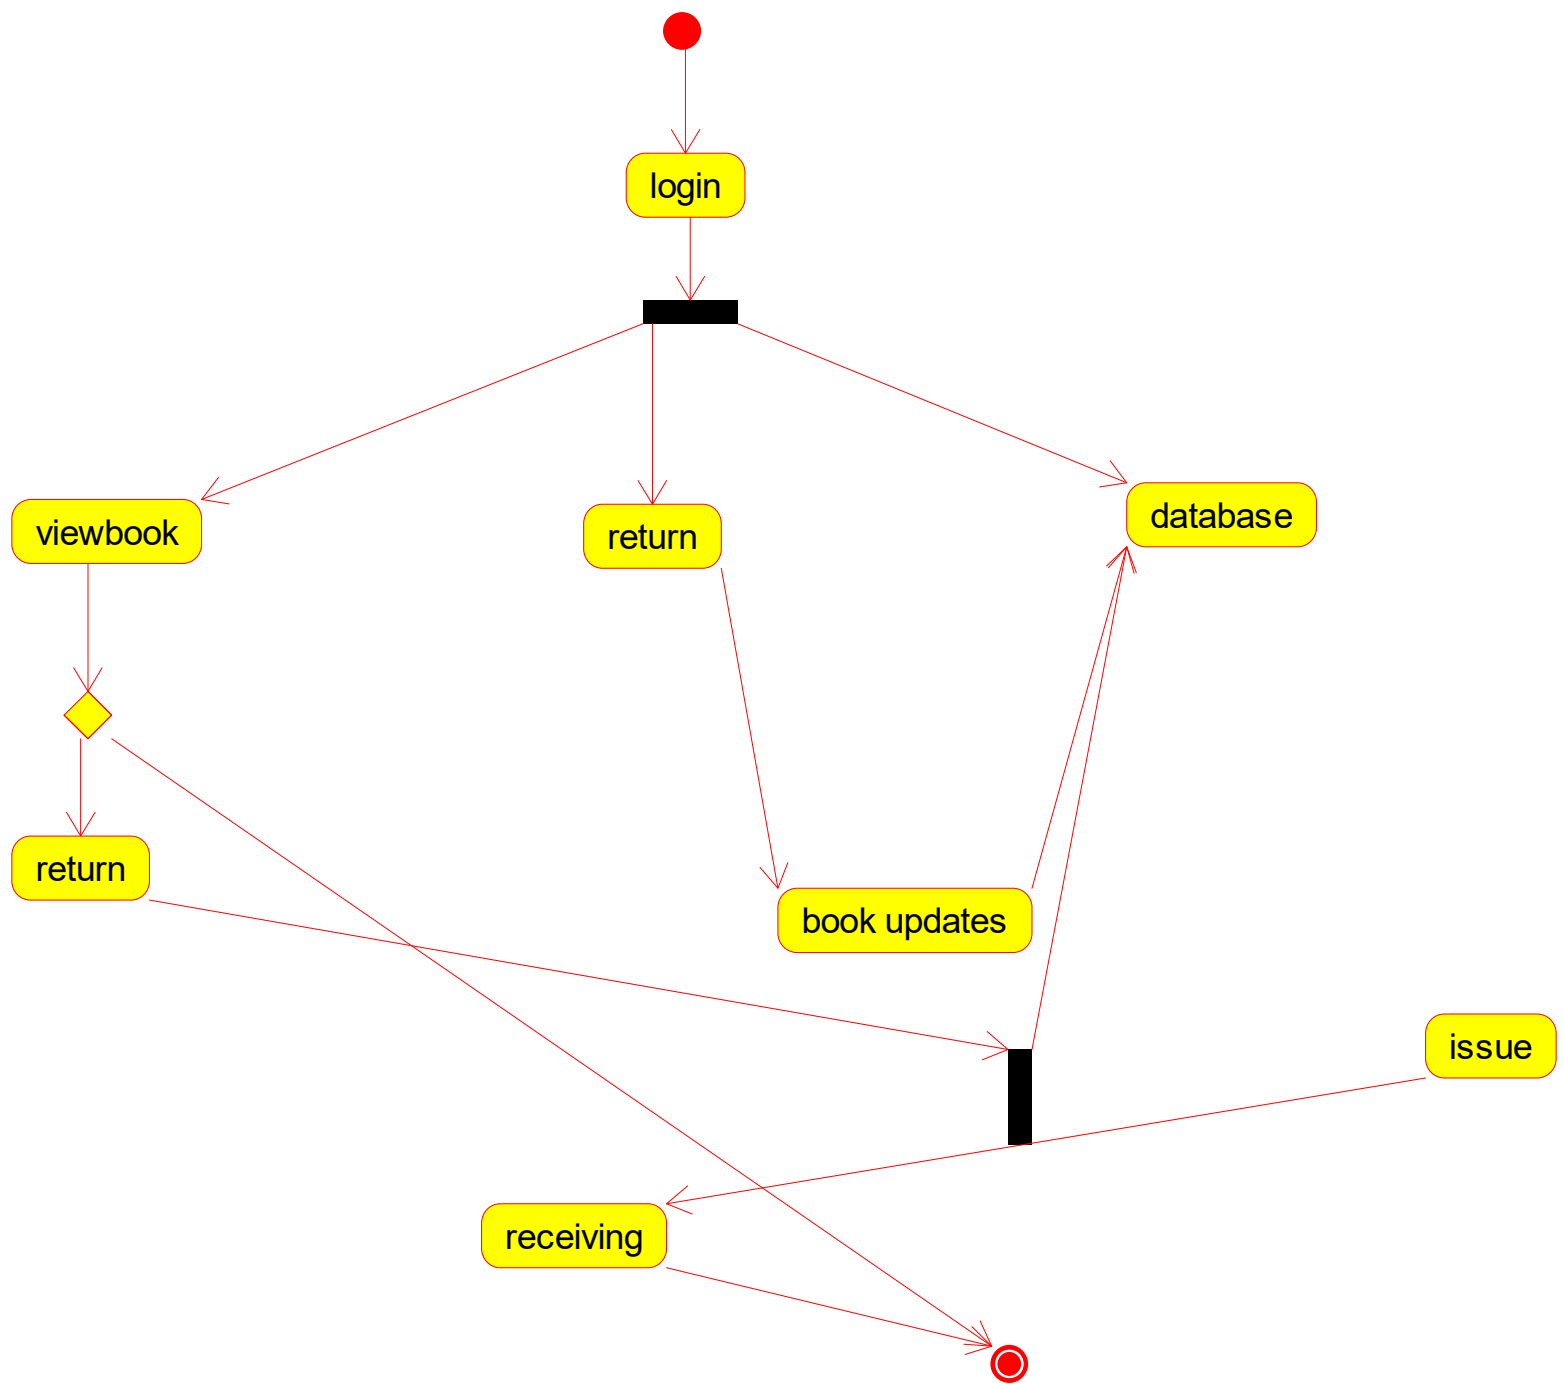 login
viewbook
return
database
return
book updates
issue
receiving